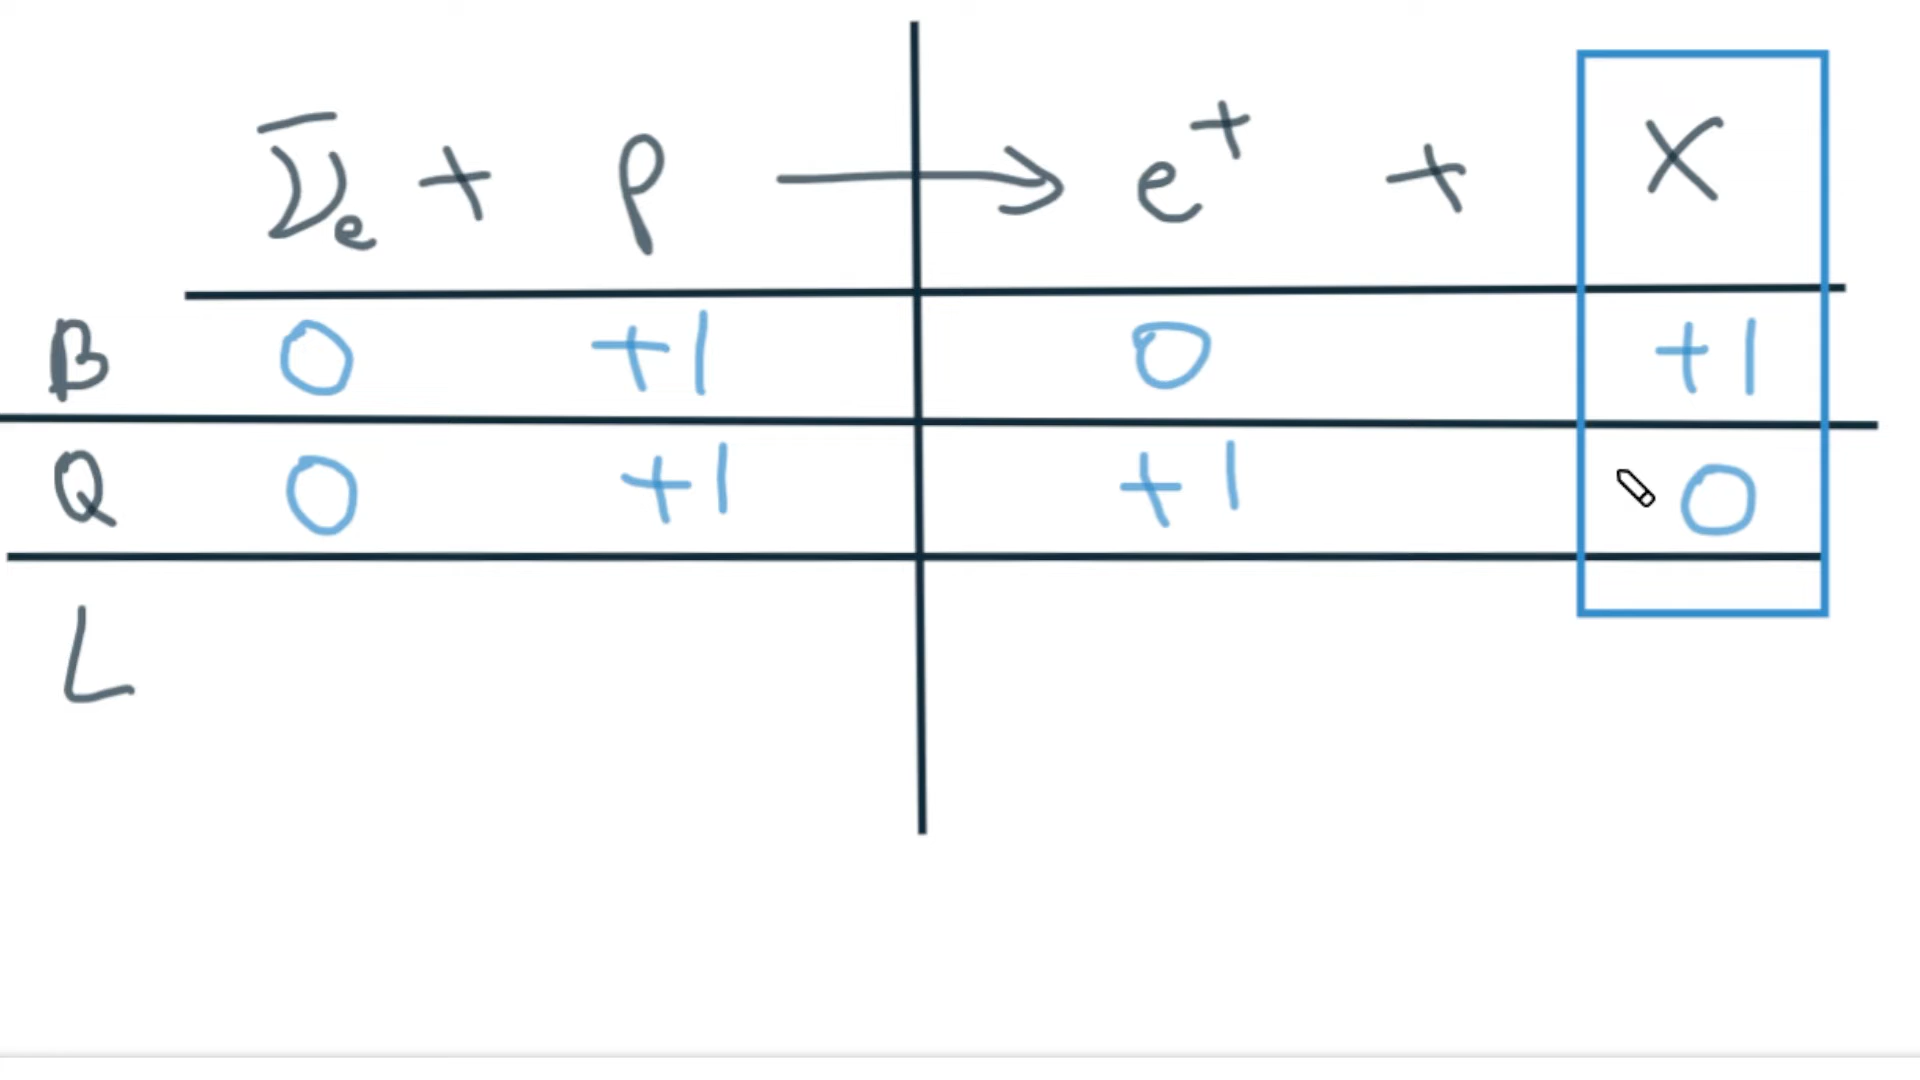 ν̅ₑ + p → e⁺ + X
B 0 +1 0 +1
Q 0 +1 +1 0
L